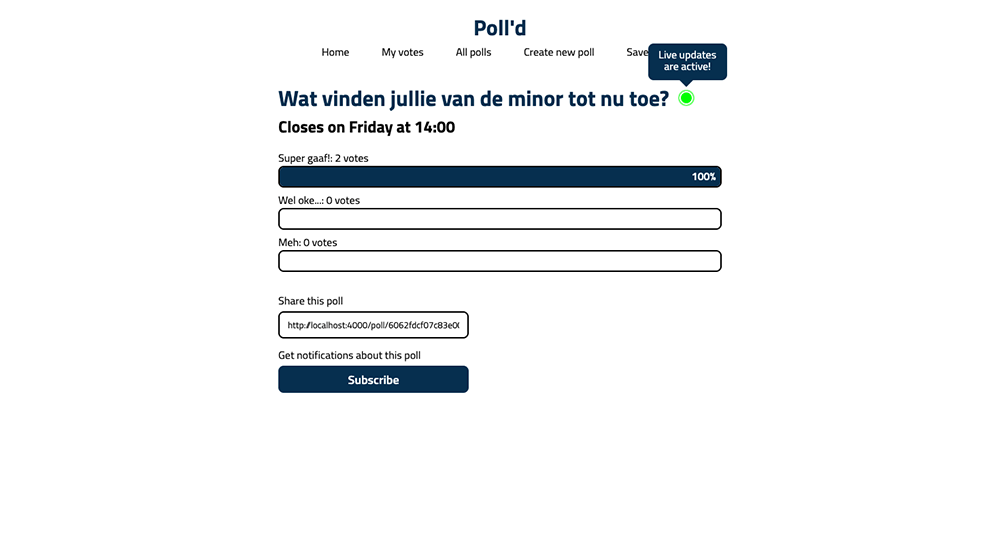 Poll'd
Home My votes All polls Create new poll Save
Live updates
are active!
Wat vinden jullie van de minor tot nu toe?
Closes on Friday at 14:00
Super gaaf!: 2 votes
100%
Wel oke...: 0 votes
Meh: 0 votes
Share this poll
http://localhost:4000/poll/6062fdcf07c83e0
Get notifications about this poll
Subscribe